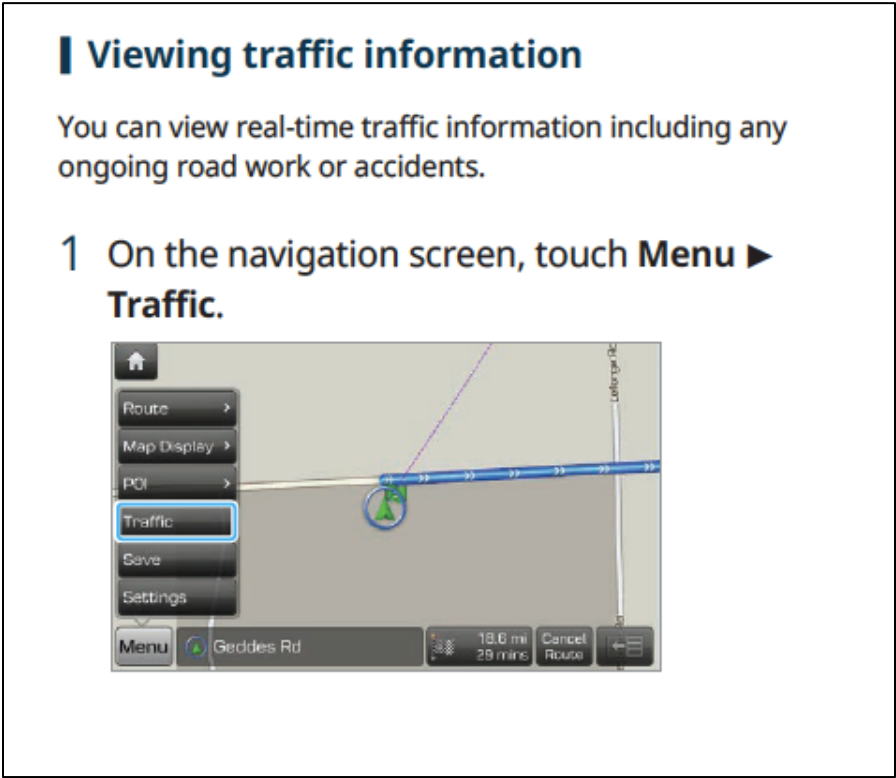 Viewing traffic information
You can view real-time traffic information including any
ongoing road work or accidents.
1 On the navigation screen, touch Menu ▶
Traffic.
Route
Map Display
POI
Traffic
Save
Settings
Menu
Geddes Rd
18.6 mi
29 mins
Cancel
Route
Leforge Rd